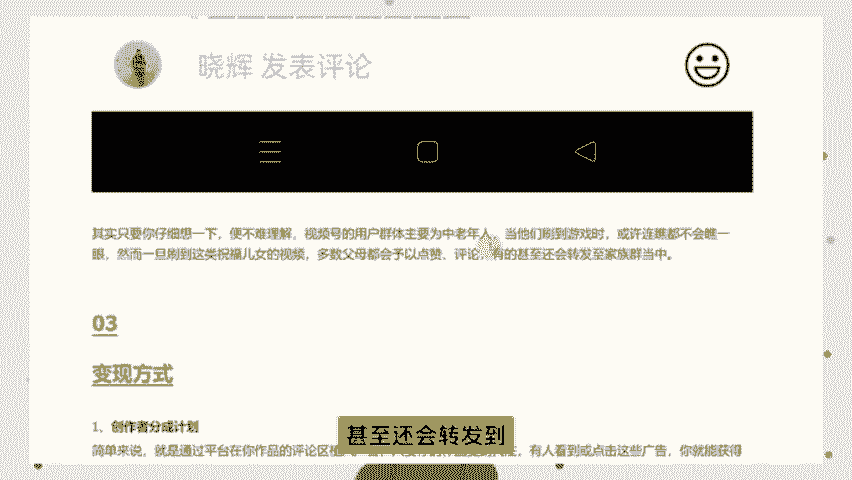 晓辉 发表评论
其实只要你仔细想一下，便不难理解，视频号的用户群体主要为中老年人，当他们刷到游戏时，或许连瞧都不会瞧一
眼，然而一旦刷到这类祝福儿女的视频，多数父母都会予以点赞、评论，有的甚至还会转发至家族群当中。
03
变现方式
1、创作者分成计划
简单来说，就是通过平台在你作品的评论区植
有人看到或点击这些广告，你就能获得
甚至还会转发到